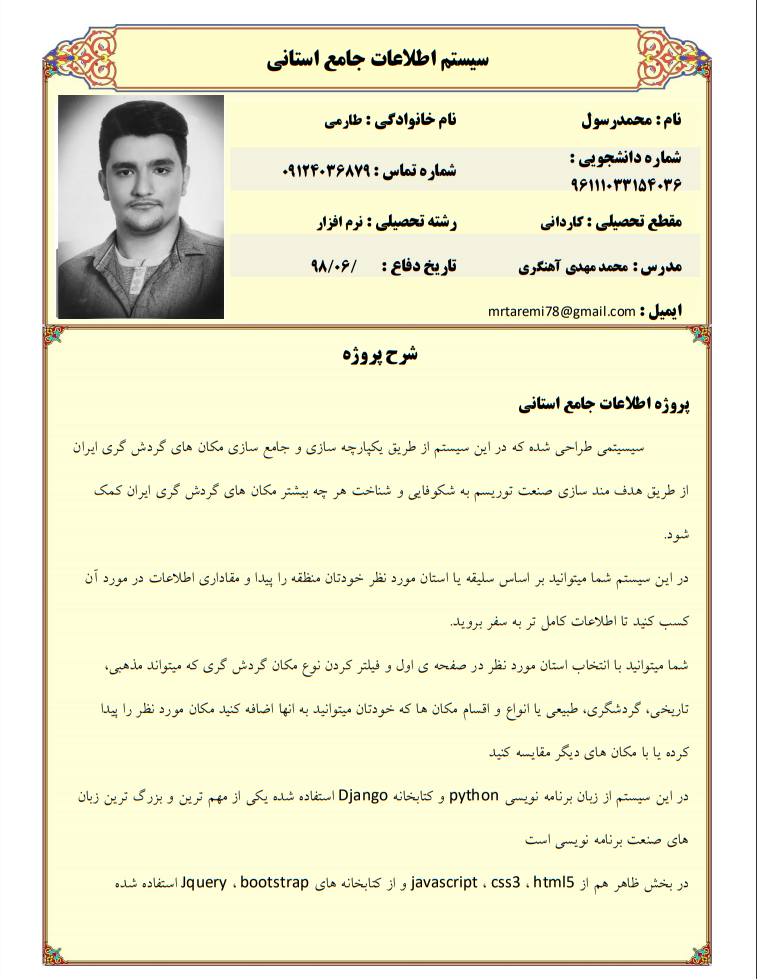 سیستم اطلاعات جامع استانی
نام : محمدرسول نام خانوادگی : طارمی
شماره دانشجویی :
۹۶۱۱۱۰۳۳۱۵۴۰۳۶
شماره تماس : ۰۹۱۲۴۰۳۶۸۷۹
مقطع تحصیلی : کاردانی رشته تحصیلی : نرم افزار
مدرس : محمد مهدی آهنگری تاریخ دفاع : /۹۸/۰۶
ایمیل : mrtaremi78@gmail.com
شرح پروژه
پروژه اطلاعات جامع استانی
سیسیتمی طراحی شده که در این سیستم از طریق یکپارچه سازی و جامع سازی مکان های گردش گری ایران
از طریق هدف مند سازی صنعت توریسم به شکوفایی و شناخت هر چه بیشتر مکان های گردش گری ایران کمک
شود.
در این سیستم شما میتوانید بر اساس سلیقه یا استان مورد نظر خودتان منظقه را پیدا و مقاداری اطلاعات در مورد آن
کسب کنید تا اطلاعات کامل تر به سفر بروید.
شما میتوانید با انتخاب استان مورد نظر در صفحه ی اول و فیلتر کردن نوع مکان گردش گری که میتواند مذهبی،
تاریخی، گردشگری، طبیعی یا انواع و اقسام مکان ها که خودتان میتوانید به انها اضافه کنید مکان مورد نظر را پیدا
کرده یا با مکان های دیگر مقایسه کنید
در این سیستم از زبان برنامه نویسی python و کتابخانه Django استفاده شده یکی از مهم ترین و بزرگ ترین زبان
های صنعت برنامه نویسی است
در بخش ظاهر هم از html5 ، css3 ، javascript و از کتابخانه های bootstrap ، Jquery استفاده شده